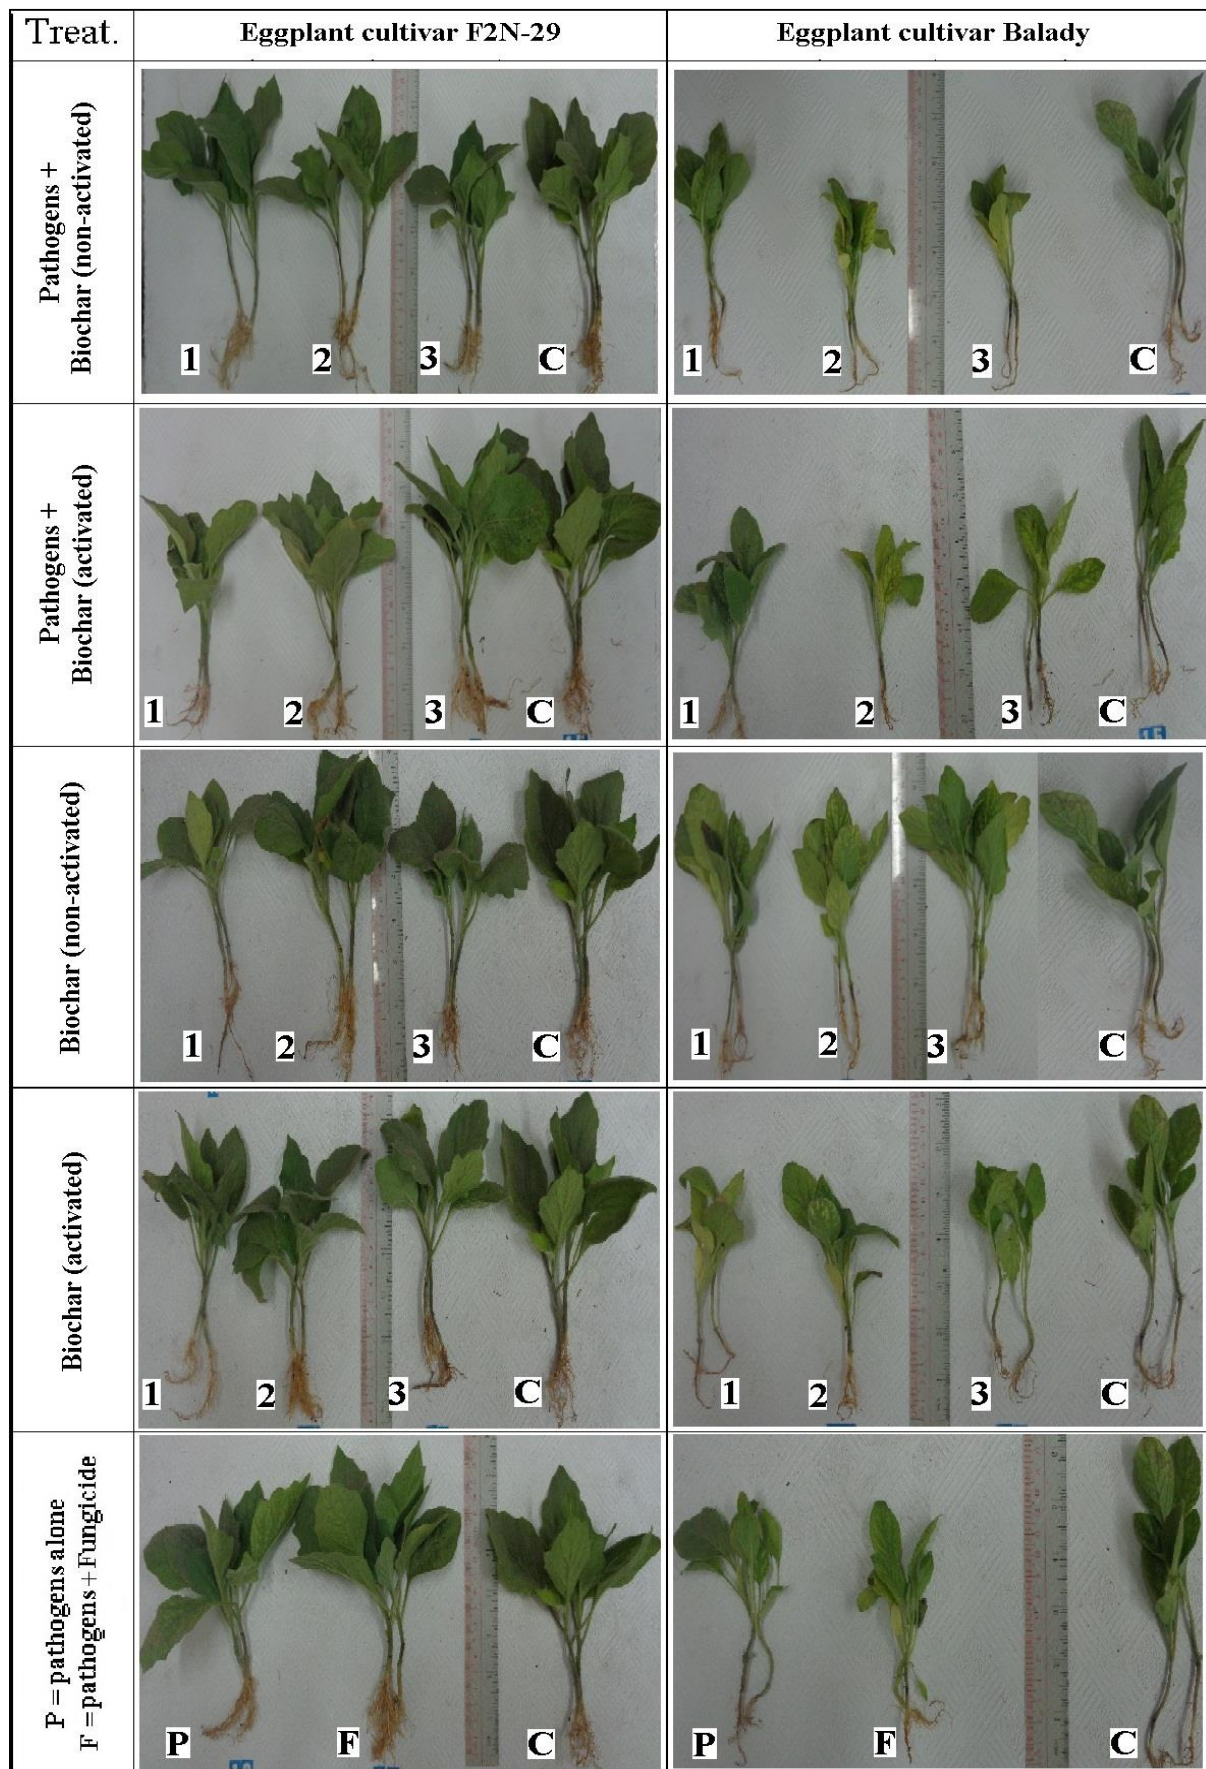 Treat.
Eggplant cultivar F2N-29
Eggplant cultivar Balady
Pathogens +
Biochar (non-activated)
1
2
3
C
1
2
3
C
Pathogens +
Biochar (activated)
1
2
3
C
1
2
3
C
Biochar (non-activated)
1
2
3
C
1
2
3
C
Biochar (activated)
1
2
3
C
1
2
3
C
P = pathogens alone
F = pathogens + Fungicide
P
F
C
P
F
C